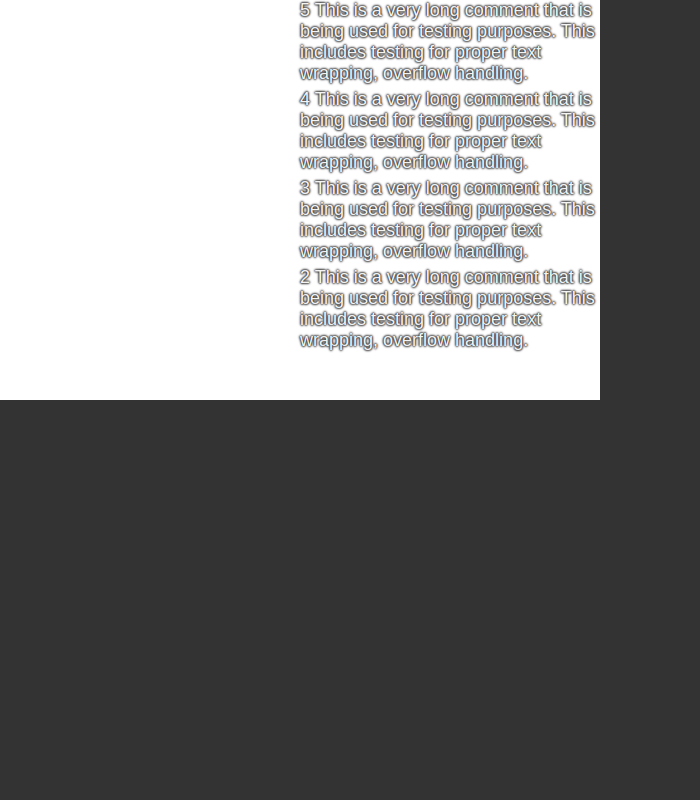 5 This is a very long comment that is
being used for testing purposes. This
includes testing for proper text
wrapping, overflow handling.
4 This is a very long comment that is
being used for testing purposes. This
includes testing for proper text
wrapping, overflow handling.
3 This is a very long comment that is
being used for testing purposes. This
includes testing for proper text
wrapping, overflow handling.
2 This is a very long comment that is
being used for testing purposes. This
includes testing for proper text
wrapping, overflow handling.